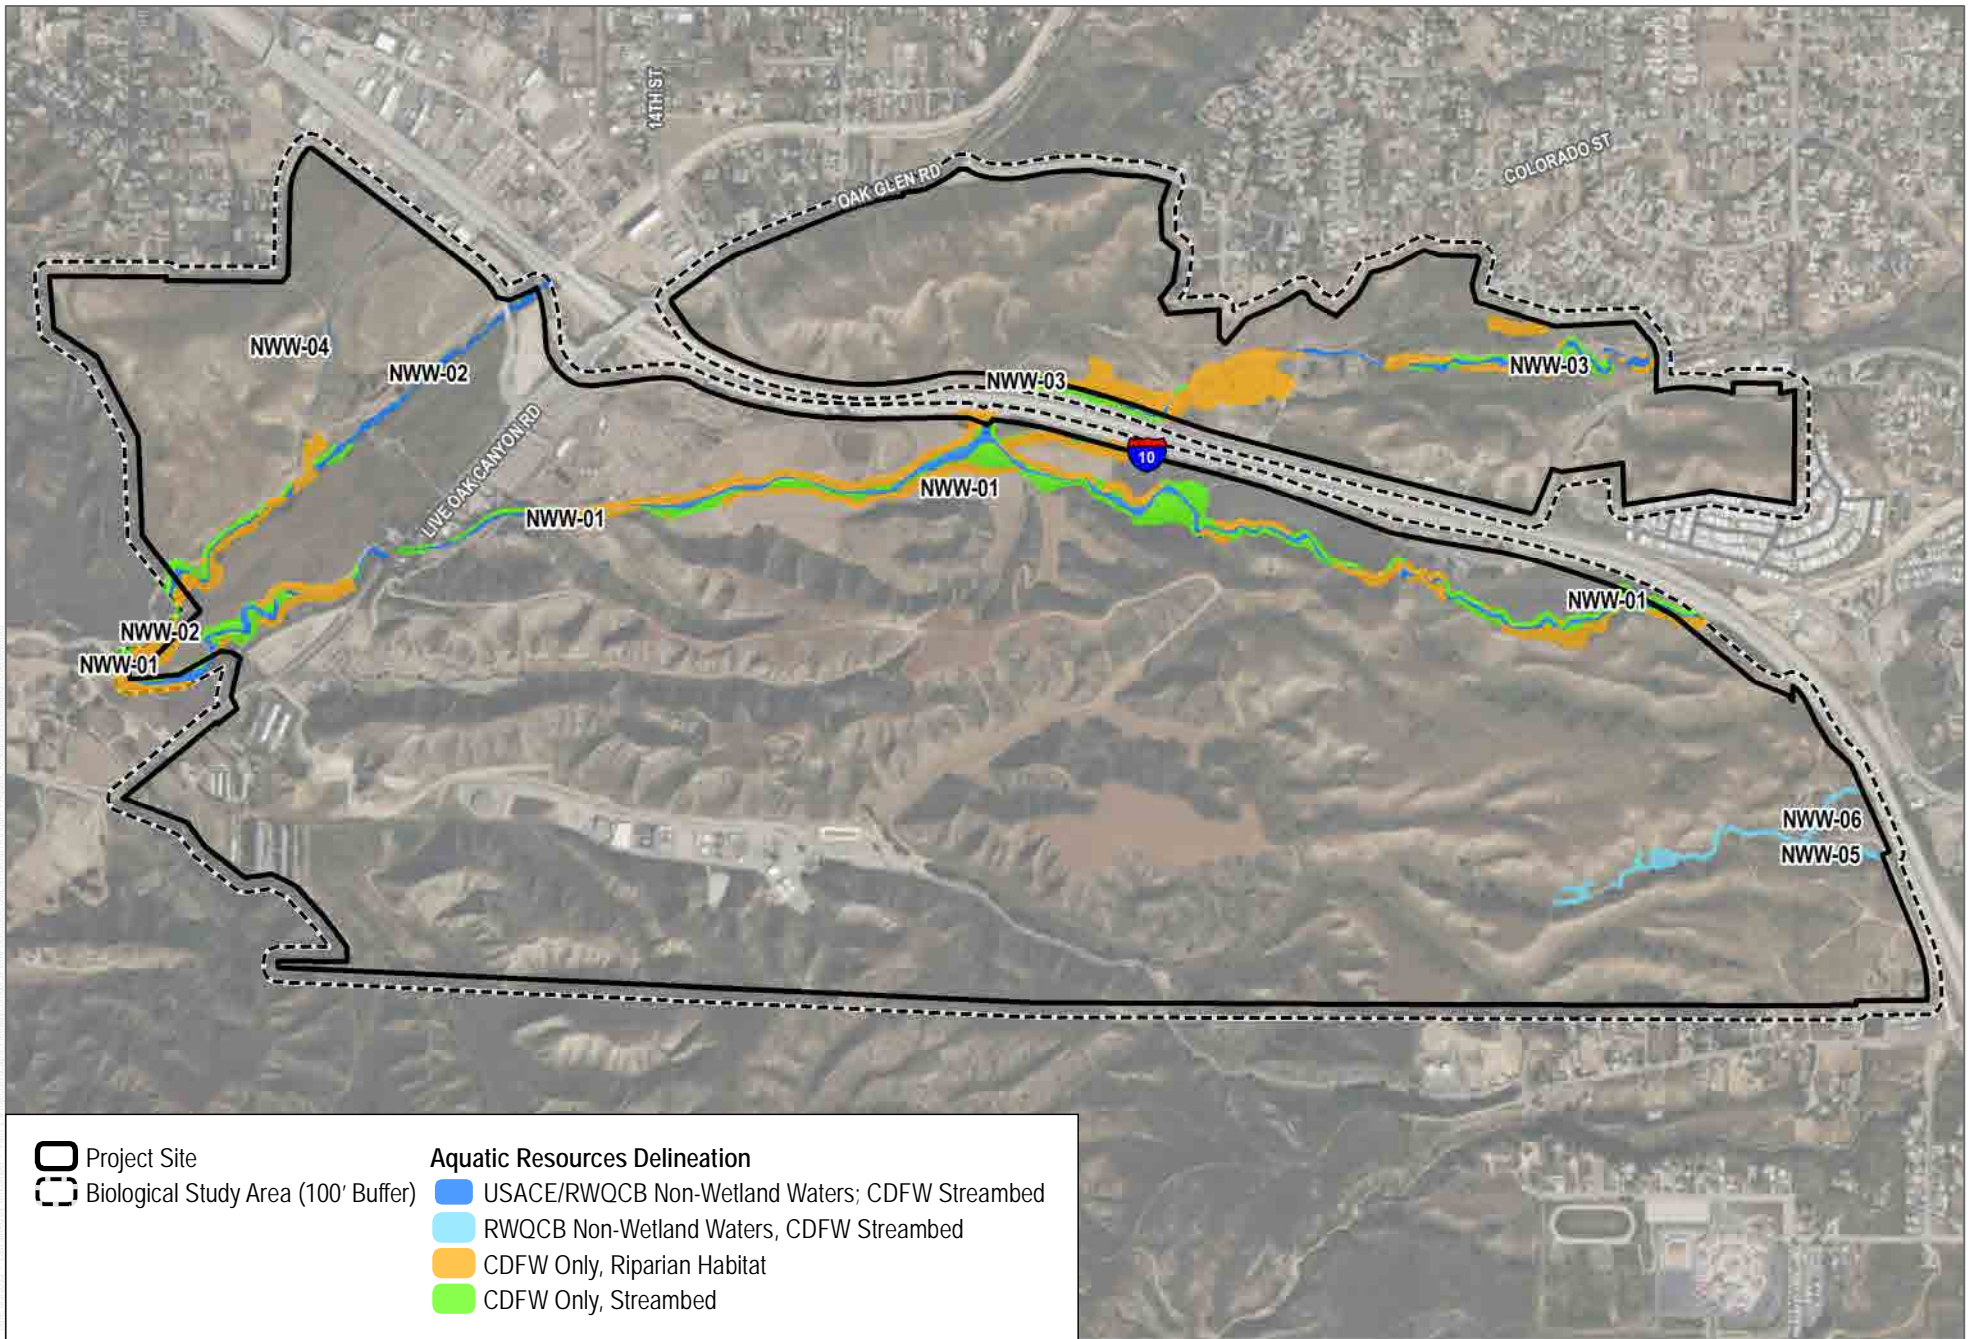 14TH ST
COLORADO ST
OAK GLEN RD
NWW-04
NWW-02
NWW-03
NWW-03
LIVE OAK CANYON RD
10
NWW-01
NWW-01
NWW-01
NWW-02
NWW-01
NWW-06
NWW-05
Project Site
Biological Study Area (100' Buffer)
Aquatic Resources Delineation
USACE/RWQCB Non-Wetland Waters; CDFW Streambed
RWQCB Non-Wetland Waters, CDFW Streambed
CDFW Only, Riparian Habitat
CDFW Only, Streambed